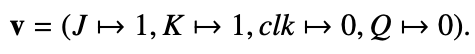 v = (J ↦ 1, K ↦ 1, clk ↦ 0, Q ↦ 0).